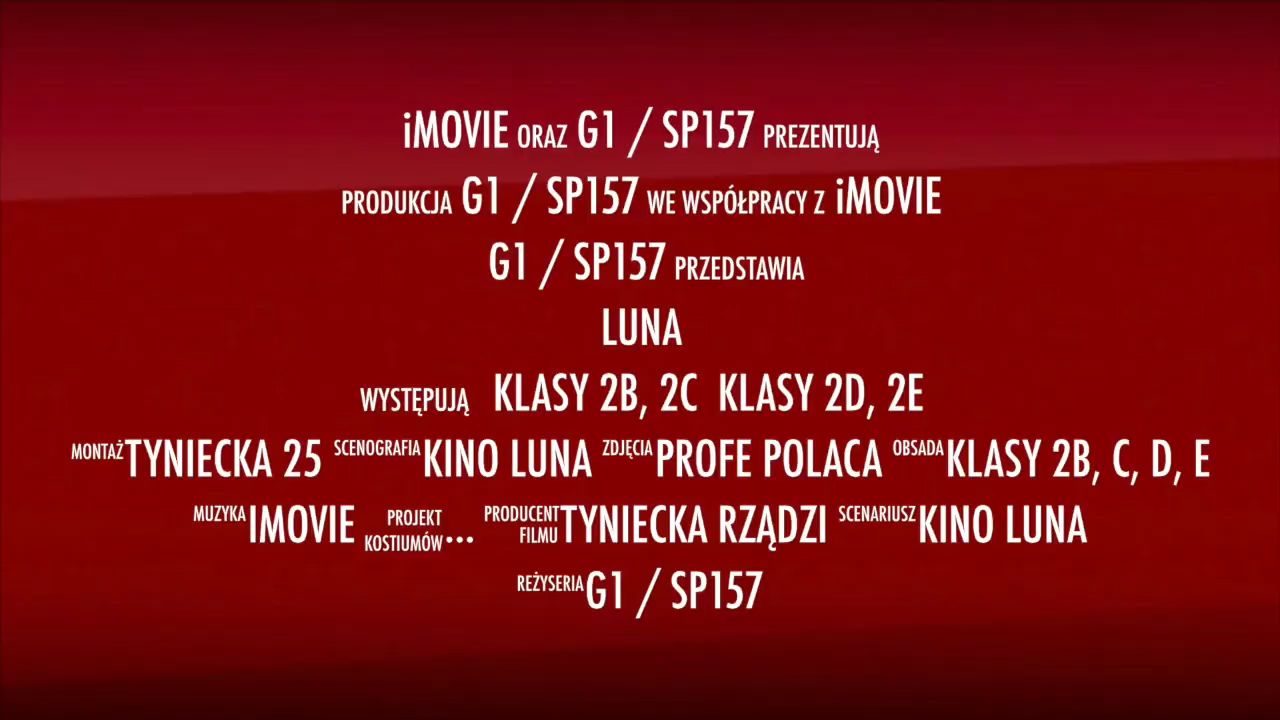 iMOVIE ORAZ G1 / SP157 PREZENTUJĄ
PRODUKCJA G1 / SP157 WE WSPÓŁPRACY Z iMOVIE
G1 / SP157 PRZEDSTAWIA
LUNA
WYSTĘPUJĄ KLASY 2B, 2C KLASY 2D, 2E
MONTAŻ TYNIECKA 25 SCENOGRAFIA KINO LUNA ZDJĘCIA PROFE POLACA OBSADA KLASY 2B, C, D, E
MUZYKA IMOVIE PROJEKT KOSTIUMÓW ... PRODUCENT FILMU TYNIECKA RZĄDZI SCENARIUSZ KINO LUNA
REŻYSERIA G1 / SP157